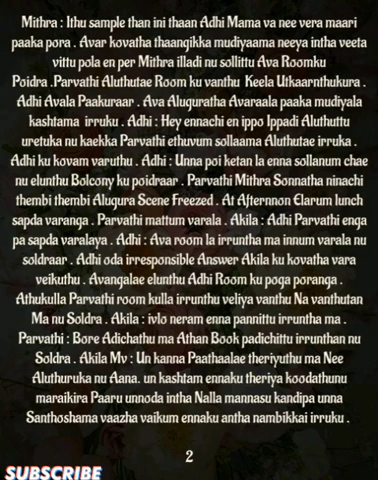 Mithra : Ithu sample than ini thaan Adhi Mama va nee vera maari
paaka pora . Avar kovatha thaangikka mudiyaama neeya intha veeta
vittu pola en per Mithra illadi nu sollittu Ava Roomku
Poidra .Parvathi Aluthutae Room ku vanthu Keela Utkaarnthukura .
Adhi Avala Paakuraar . Ava Aluguratha Avaraala paaka mudiyala
kashtama irruku . Adhi : Hey ennachi en ippo Ippadi Aluthuttu
uretuka nu kaekka Parvathi ethuvum sollaama Aluthutae irruka .
Adhi ku kovam varuthu . Adhi : Unna poi ketan la enna sollanum chae
nu elunthu Bolcony ku poidraar . Parvathi Mithra Sonnatha ninachi
thembi thembi Alugura Scene Freezed . At Afternnon Elarum lunch
sapda varanga . Parvathi mattum varala . Akila : Adhi Parvathi enga
pa sapda varalaya . Adhi : Ava room la irruntha ma innum varala nu
soldraar . Adhi oda irresponsible Answer Akila ku kovatha vara
veikuthu . Avangalae elunthu Adhi Room ku poga poranga .
Athukulla Parvathi room kulla irrunthu veliya vanthu Na vanthutan
Ma nu Soldra . Akila : ivlo neram enna pannittu irruntha ma .
Parvathi : Bore Adichathu ma Athan Book padichittu irrunthan nu
Soldra . Akila Mv : Un kanna Paathaalae theriyuthu ma Nee
Aluthuruka nu Aana. un kashtam ennaku theriya koodathunu
maraikira Paaru unnoda intha Nalla mannasu kandipa unna
Santhoshama vaazha vaikum ennaku antha nambikkai irruku .
2
SUBSCRIBE